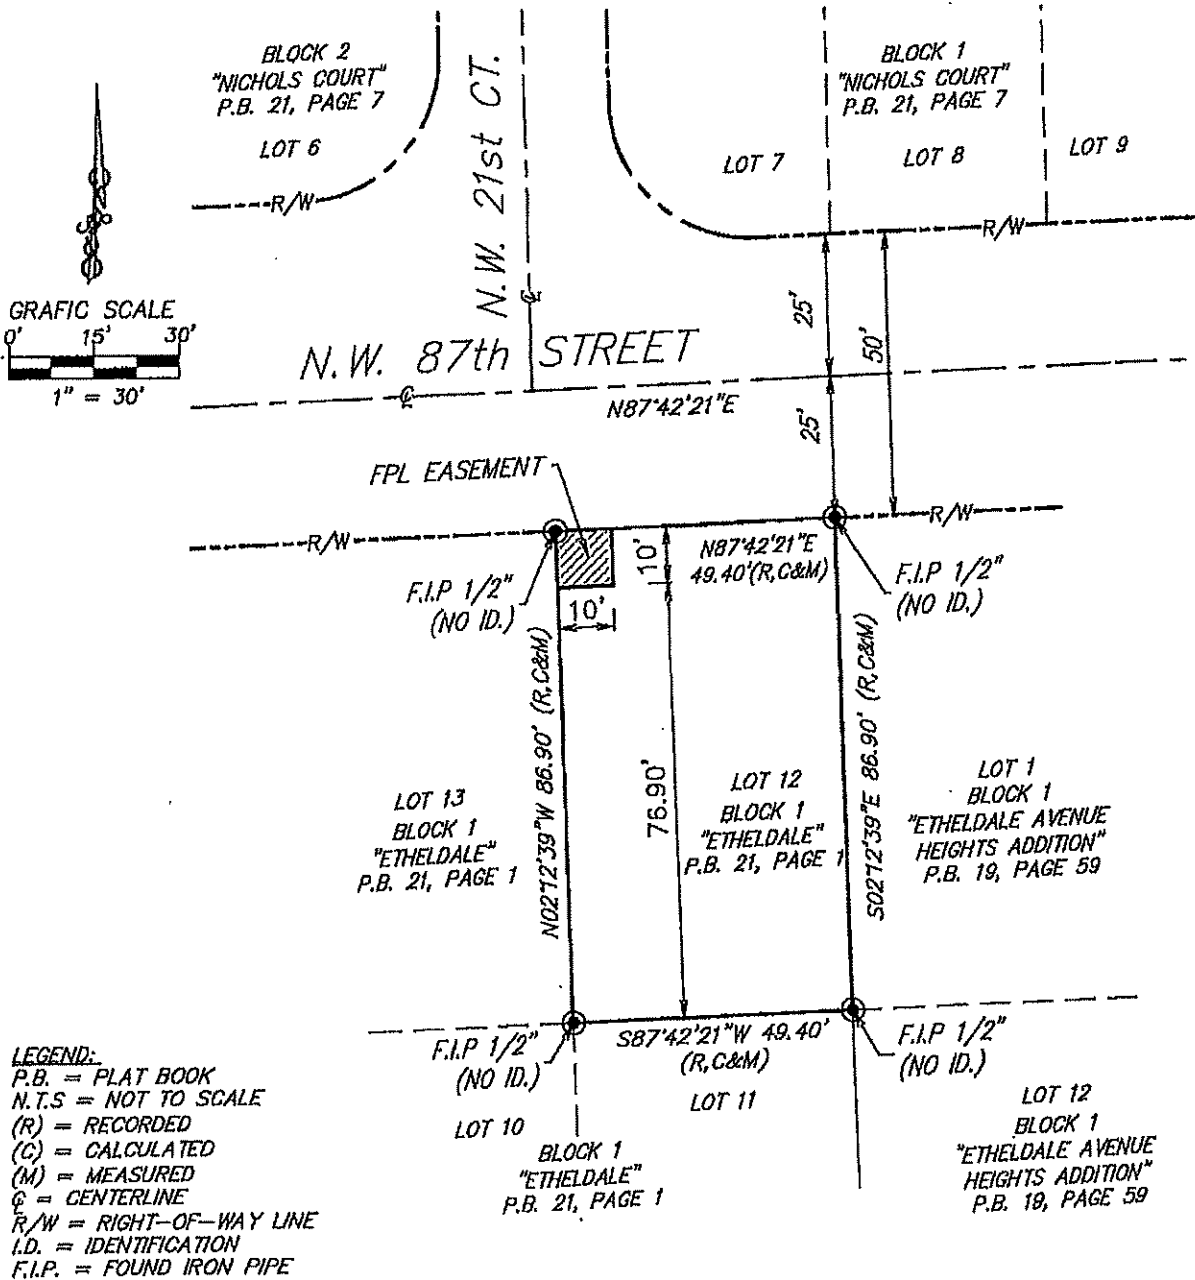 BLOCK 2
"NICHOLS COURT"
P.B. 21, PAGE 7
LOT 6
R/W
N.W. 21st CT.
BLOCK 1
"NICHOLS COURT"
P.B. 21, PAGE 7
LOT 7
LOT 8
LOT 9
R/W
GRAFIC SCALE
0' 15' 30'
1" = 30'
N.W. 87th STREET
N87°42'21"E
25'
50'
25'
FPL EASEMENT
R/W
R/W
F.I.P 1/2"
(NO ID.)
10'
10'
N87°42'21"E
49.40'(R,C&M)
F.I.P 1/2"
(NO ID.)
N02°12'39"W 86.90' (R,C&M)
76.90'
S02°12'39"E 86.90' (R,C&M)
LOT 13
BLOCK 1
"ETHELDALE"
P.B. 21, PAGE 1
LOT 12
BLOCK 1
"ETHELDALE"
P.B. 21, PAGE 1
LOT 1
BLOCK 1
"ETHELDALE AVENUE
HEIGHTS ADDITION"
P.B. 19, PAGE 59
F.I.P 1/2"
(NO ID.)
S87°42'21"W 49.40'
(R,C&M)
F.I.P 1/2"
(NO ID.)
LOT 10
LOT 11
BLOCK 1
"ETHELDALE"
P.B. 21, PAGE 1
LOT 12
BLOCK 1
"ETHELDALE AVENUE
HEIGHTS ADDITION"
P.B. 19, PAGE 59
LEGEND:
P.B. = PLAT BOOK
N.T.S = NOT TO SCALE
(R) = RECORDED
(C) = CALCULATED
(M) = MEASURED
℄ = CENTERLINE
R/W = RIGHT-OF-WAY LINE
I.D. = IDENTIFICATION
F.I.P. = FOUND IRON PIPE